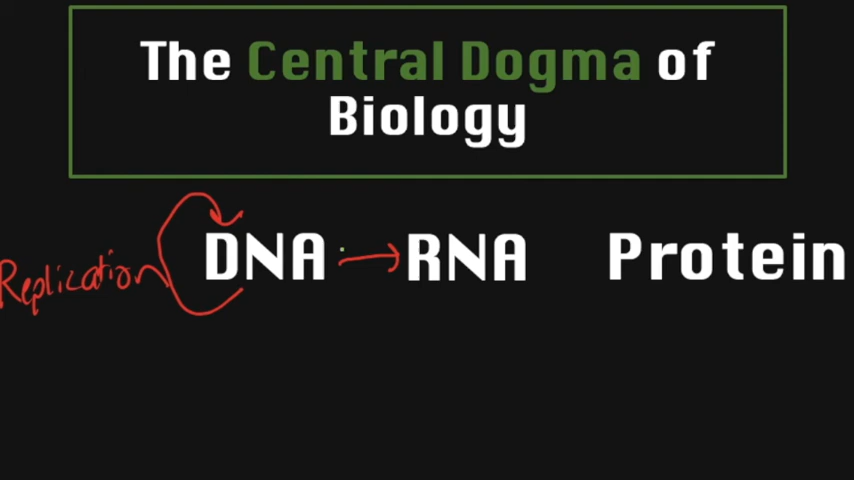 The Central Dogma of
Biology
Replication DNA → RNA Protein